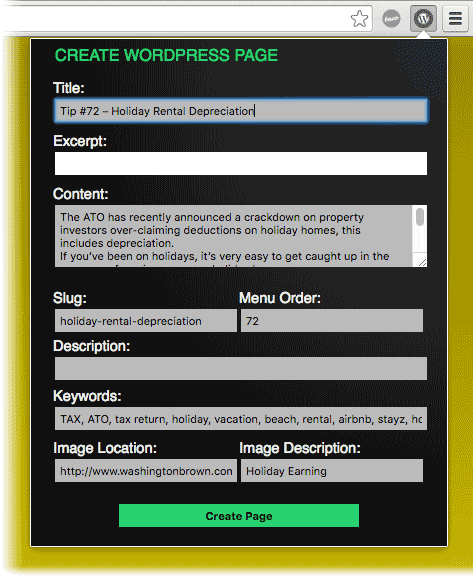 CREATE WORDPRESS PAGE
Title:
Tip #72 – Holiday Rental Depreciation
Excerpt:
Content:
The ATO has recently announced a crackdown on property
investors over-claiming deductions on holiday homes, this
includes depreciation.
If you've been on holidays, it's very easy to get caught up in the
Slug: Menu Order:
holiday-rental-depreciation 72
Description:
Keywords:
TAX, ATO, tax return, holiday, vacation, beach, rental, airbnb, stayz, ho
Image Location: Image Description:
http://www.washingtonbrown.con Holiday Earning
Create Page